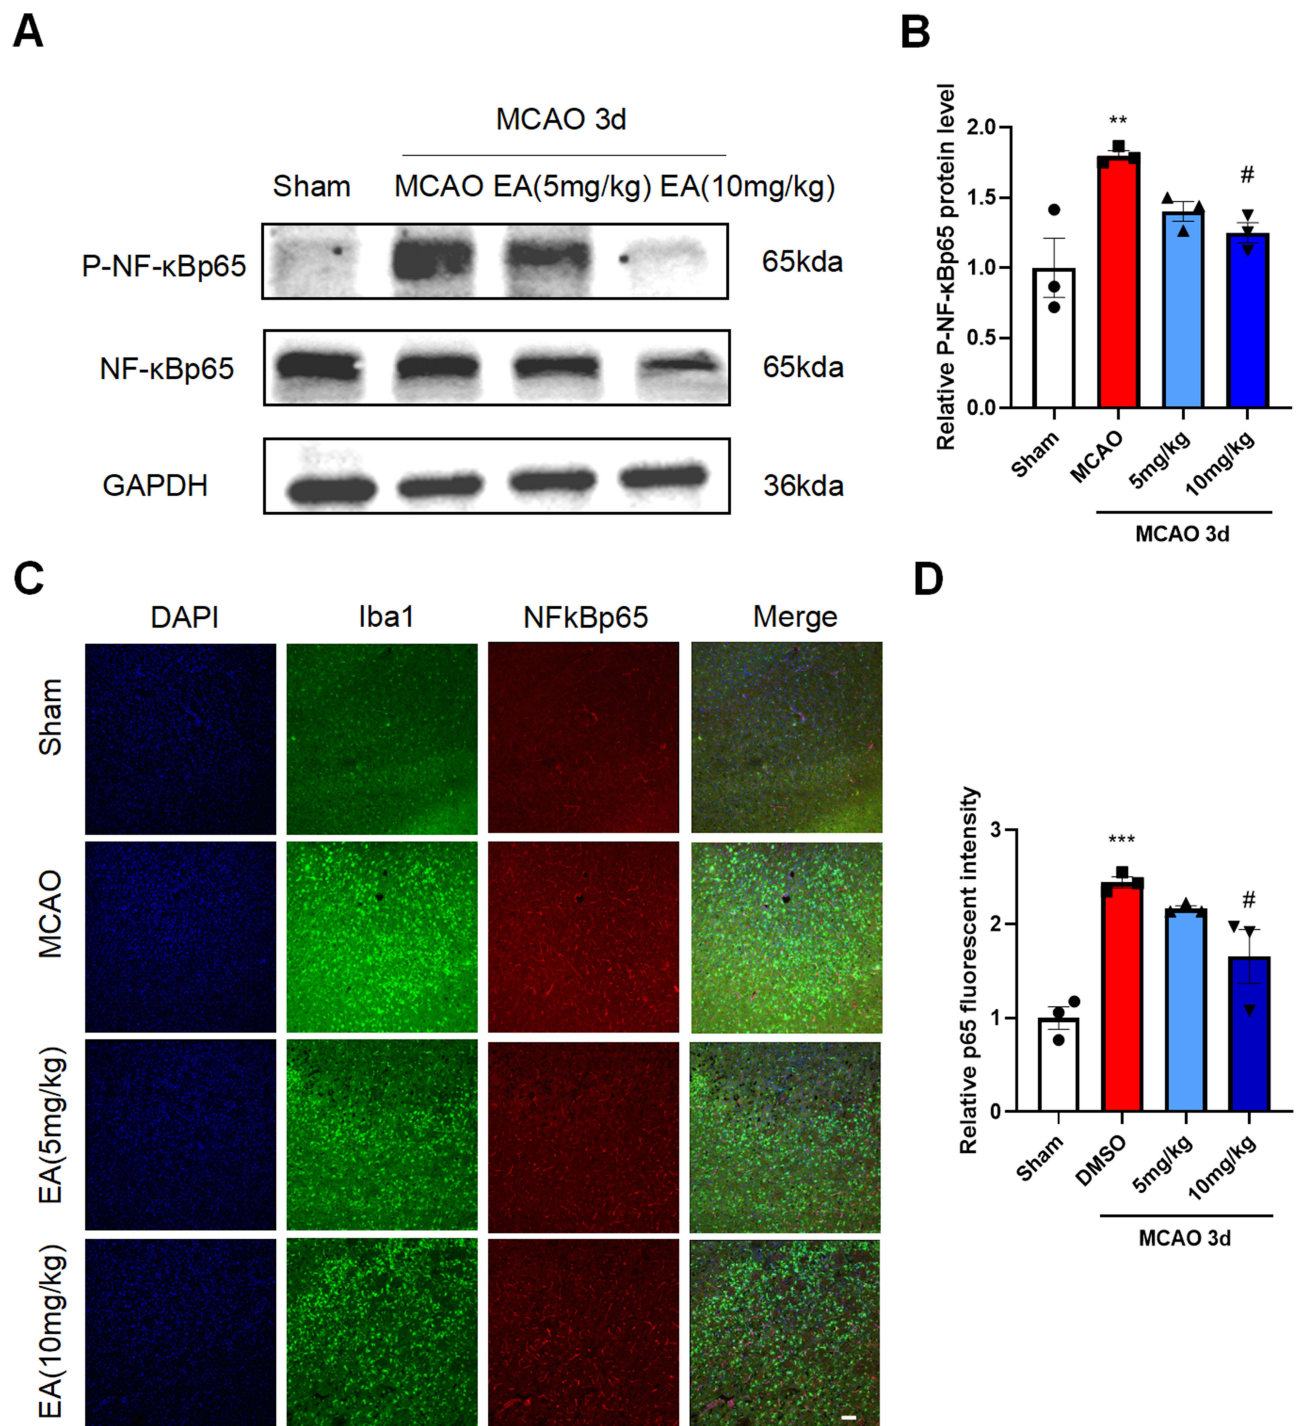 A
MCAO 3d
Sham MCAO EA(5mg/kg) EA(10mg/kg)
P-NF-κBp65 65kda
NF-κBp65 65kda
GAPDH 36kda
B
Relative P-NF-κBp65 protein level
2.0
1.5
1.0
0.5
0.0
**
#
Sham
MCAO
5mg/kg
10mg/kg
MCAO 3d
C
DAPI Iba1 NFkBp65 Merge
Sham
MCAO
EA(5mg/kg)
EA(10mg/kg)
D
Relative p65 fluorescent intensity
3
2
1
0
***
#
Sham
DMSO
5mg/kg
10mg/kg
MCAO 3d